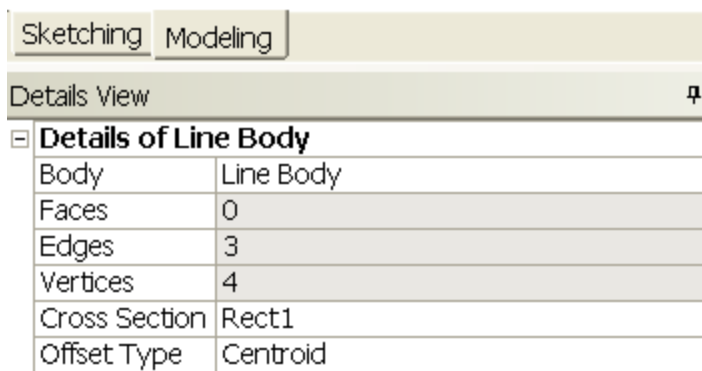 Sketching Modeling
Details View
Details of Line Body
Body Line Body
Faces 0
Edges 3
Vertices 4
Cross Section Rect1
Offset Type Centroid